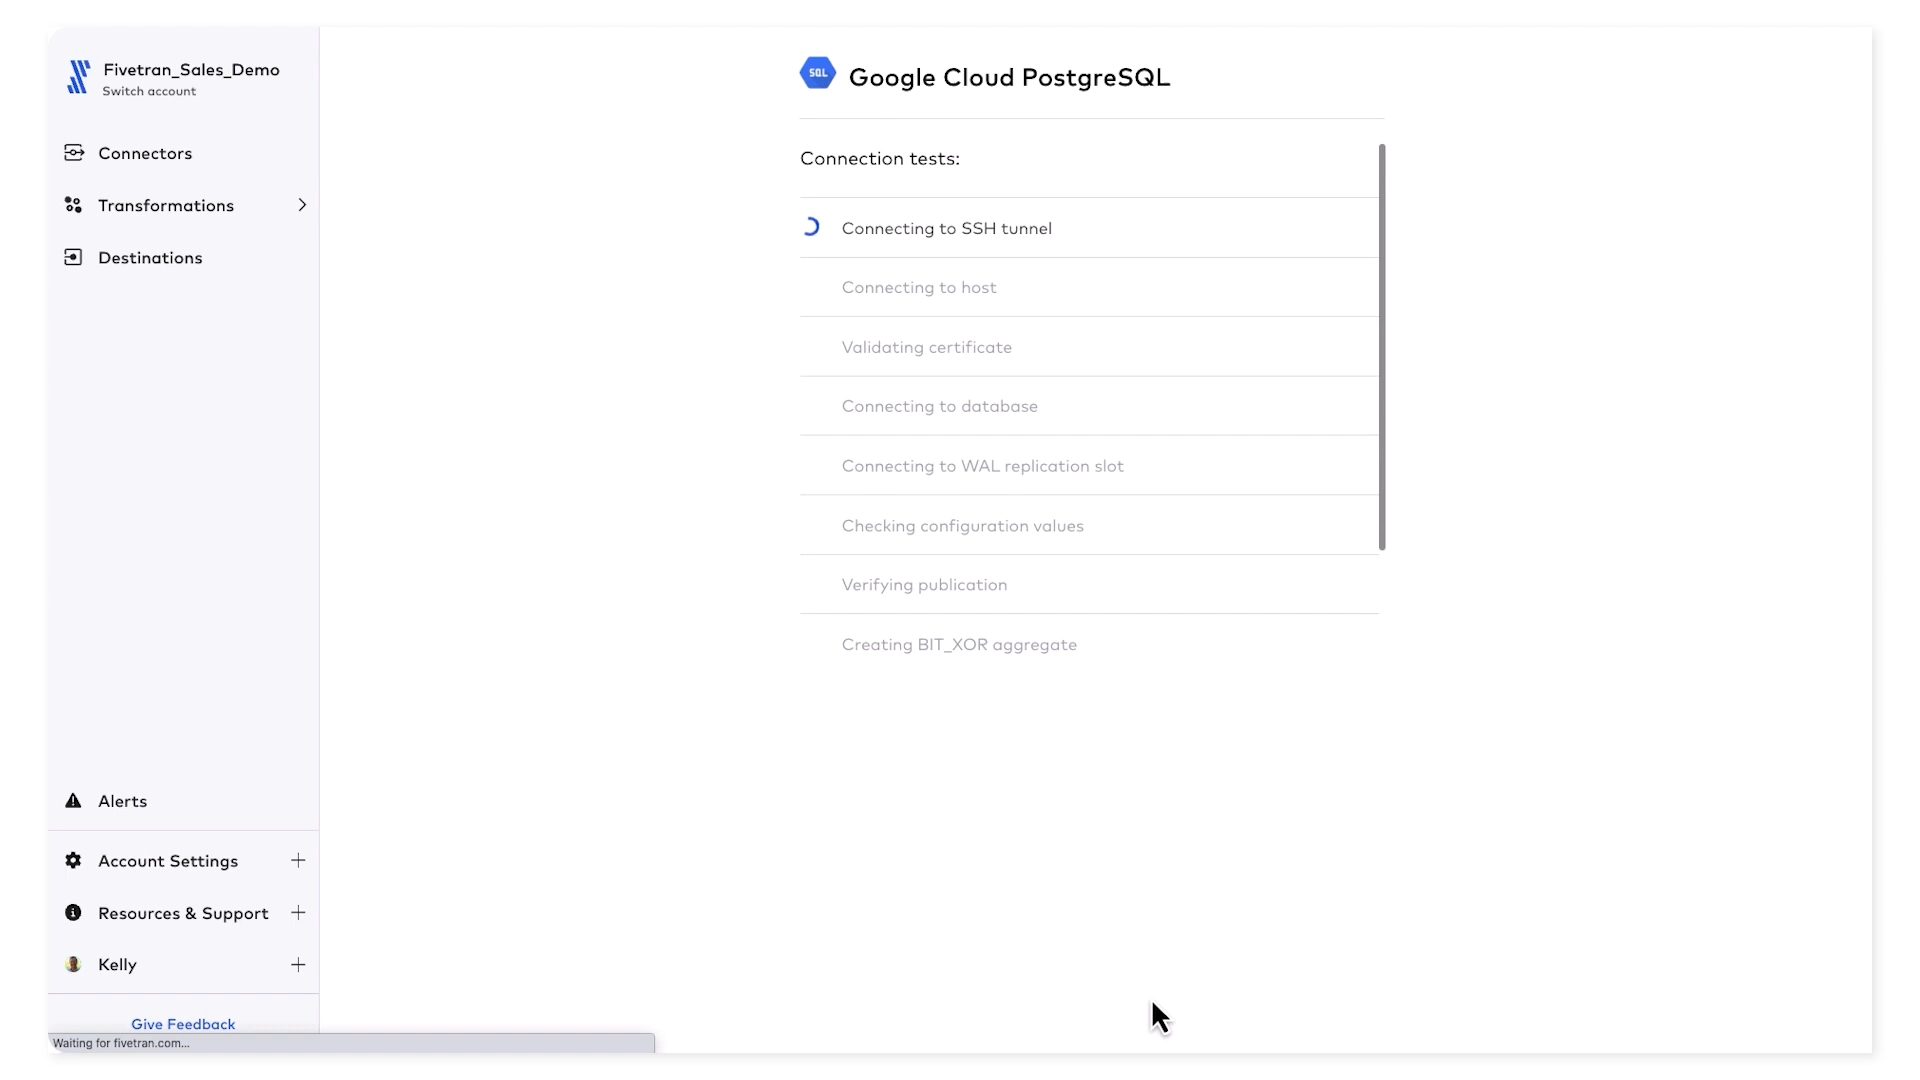 Fivetran_Sales_Demo
Switch account
Connectors
Transformations
Destinations
Alerts
Account Settings
Resources & Support
Kelly
Give Feedback
Waiting for fivetran.com...
SQL
Google Cloud PostgreSQL
Connection tests:
Connecting to SSH tunnel
Connecting to host
Validating certificate
Connecting to database
Connecting to WAL replication slot
Checking configuration values
Verifying publication
Creating BIT_XOR aggregate